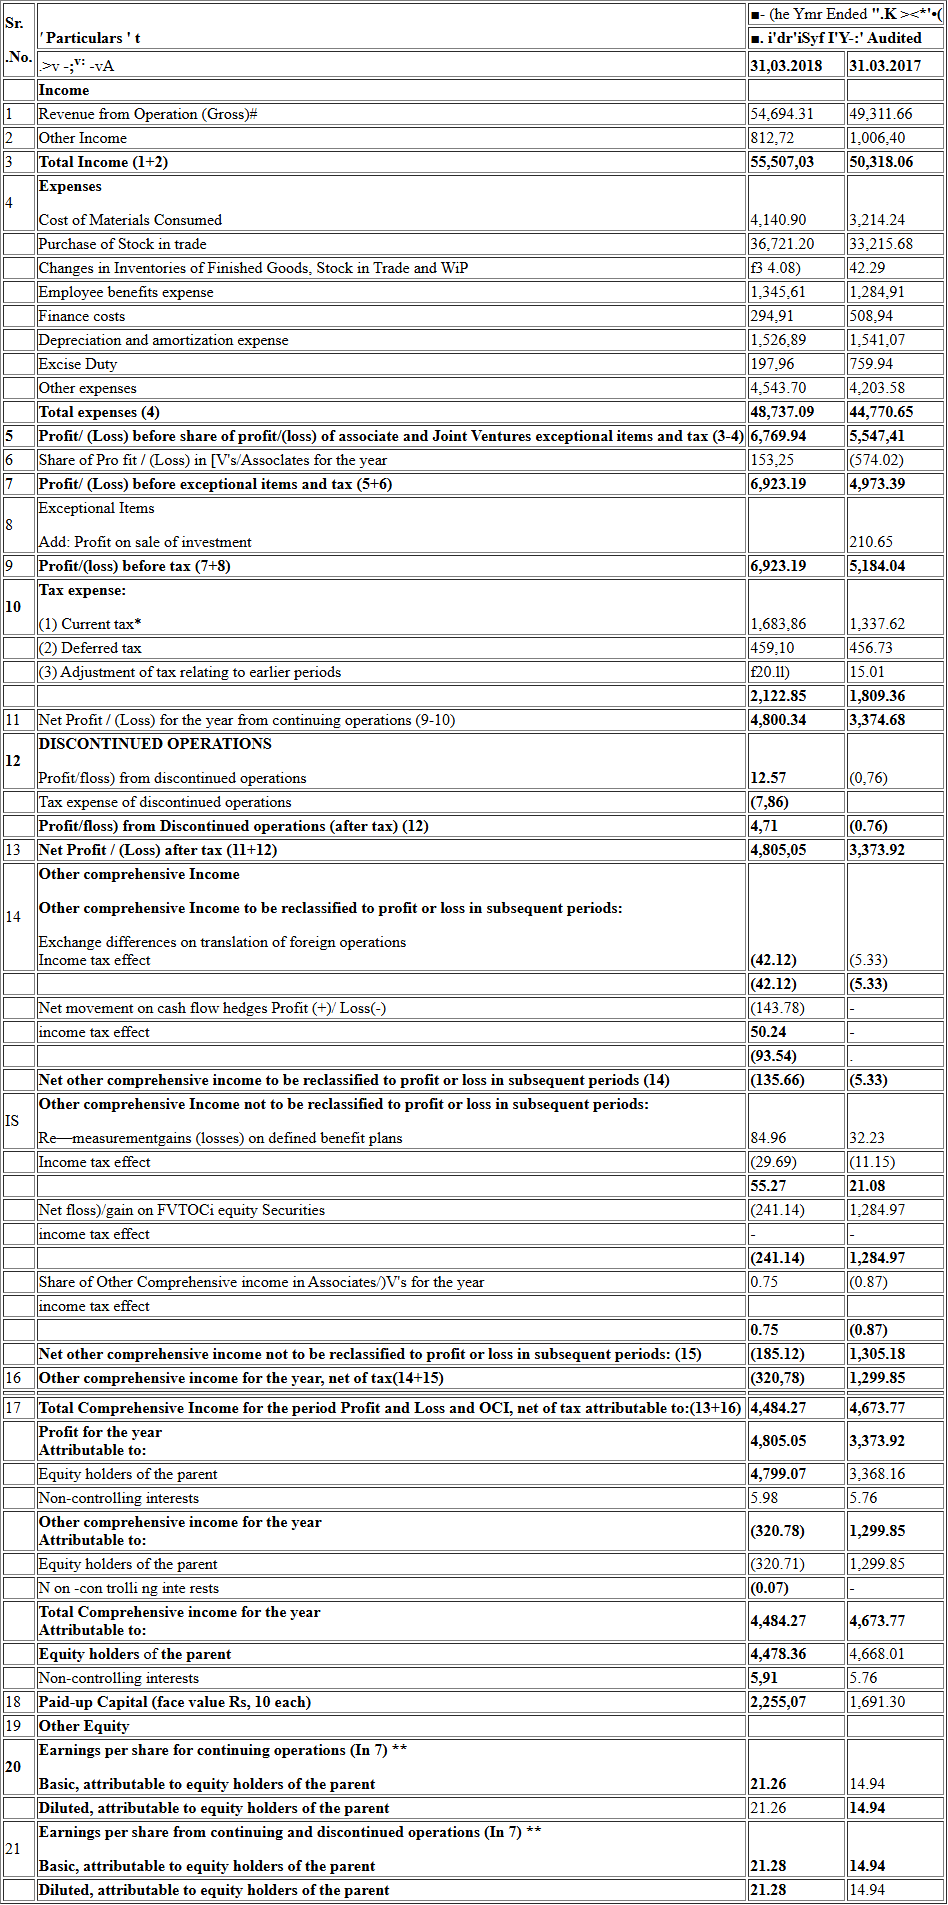 Sr.
.No.
' Particulars ' t
■- (he Ymr Ended ".K ><*'•(
■. i'dr'iSyf I'Y-:' Audited
.>v -;v: -vA 31,03.2018 31.03.2017
Income
1 Revenue from Operation (Gross)# 54,694.31 49,311.66
2 Other Income 812,72 1,006,40
3 Total Income (1+2) 55,507,03 50,318.06
4 Expenses
Cost of Materials Consumed 4,140.90 3,214.24
Purchase of Stock in trade 36,721.20 33,215.68
Changes in Inventories of Finished Goods, Stock in Trade and WiP f3 4.08) 42.29
Employee benefits expense 1,345,61 1,284,91
Finance costs 294,91 508,94
Depreciation and amortization expense 1,526,89 1,541,07
Excise Duty 197,96 759.94
Other expenses 4,543.70 4,203.58
Total expenses (4) 48,737.09 44,770.65
5 Profit/ (Loss) before share of profit/(loss) of associate and Joint Ventures exceptional items and tax (3-4) 6,769.94 5,547,41
6 Share of Pro fit / (Loss) in [V's/Assoclates for the year 153,25 (574.02)
7 Profit/ (Loss) before exceptional items and tax (5+6) 6,923.19 4,973.39
8 Exceptional Items
Add: Profit on sale of investment 210.65
9 Profit/(loss) before tax (7+8) 6,923.19 5,184.04
10 Tax expense:
(1) Current tax* 1,683,86 1,337.62
(2) Deferred tax 459,10 456.73
(3) Adjustment of tax relating to earlier periods f20.ll) 15.01
2,122.85 1,809.36
11 Net Profit / (Loss) for the year from continuing operations (9-10) 4,800.34 3,374.68
12 DISCONTINUED OPERATIONS
Profit/floss) from discontinued operations 12.57 (0,76)
Tax expense of discontinued operations (7,86)
Profit/floss) from Discontinued operations (after tax) (12) 4,71 (0.76)
13 Net Profit / (Loss) after tax (11+12) 4,805,05 3,373.92
14 Other comprehensive Income
Other comprehensive Income to be reclassified to profit or loss in subsequent periods:
Exchange differences on translation of foreign operations
Income tax effect (42.12) (5.33)
(42.12) (5.33)
Net movement on cash flow hedges Profit (+)/ Loss(-) (143.78) -
income tax effect 50.24 -
(93.54) .
Net other comprehensive income to be reclassified to profit or loss in subsequent periods (14) (135.66) (5.33)
IS Other comprehensive Income not to be reclassified to profit or loss in subsequent periods:
Re—measurementgains (losses) on defined benefit plans 84.96 32.23
Income tax effect (29.69) (11.15)
55.27 21.08
Net floss)/gain on FVTOCi equity Securities (241.14) 1,284.97
income tax effect - -
(241.14) 1,284.97
Share of Other Comprehensive income in Associates/)V's for the year 0.75 (0.87)
income tax effect
0.75 (0.87)
Net other comprehensive income not to be reclassified to profit or loss in subsequent periods: (15) (185.12) 1,305.18
16 Other comprehensive income for the year, net of tax(14+15) (320,78) 1,299.85
17 Total Comprehensive Income for the period Profit and Loss and OCI, net of tax attributable to:(13+16) 4,484.27 4,673.77
Profit for the year
Attributable to: 4,805.05 3,373.92
Equity holders of the parent 4,799.07 3,368.16
Non-controlling interests 5.98 5.76
Other comprehensive income for the year
Attributable to: (320.78) 1,299.85
Equity holders of the parent (320.71) 1,299.85
N on -con trolli ng inte rests (0.07) -
Total Comprehensive income for the year
Attributable to: 4,484.27 4,673.77
Equity holders of the parent 4,478.36 4,668.01
Non-controlling interests 5,91 5.76
18 Paid-up Capital (face value Rs, 10 each) 2,255,07 1,691.30
19 Other Equity
20 Earnings per share for continuing operations (In 7) **
Basic, attributable to equity holders of the parent 21.26 14.94
Diluted, attributable to equity holders of the parent 21.26 14.94
21 Earnings per share from continuing and discontinued operations (In 7) **
Basic, attributable to equity holders of the parent 21.28 14.94
Diluted, attributable to equity holders of the parent 21.28 14.94